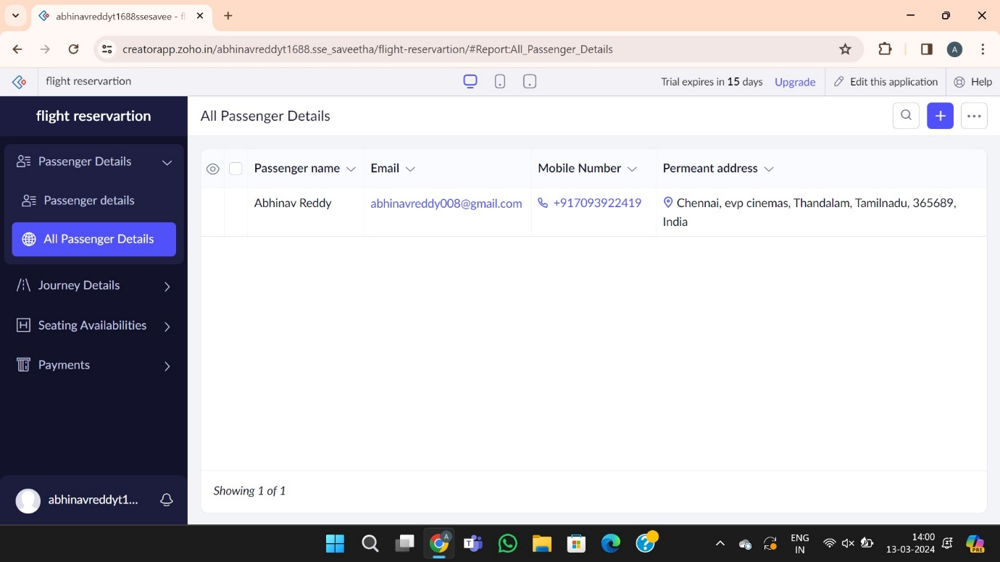 abhinavreddyt1688ssesavee - fl
creatorapp.zoho.in/abhinavreddyt1688.sse_saveetha/flight-reservartion/#Report:All_Passenger_Details
A
flight reservartion
Trial expires in 15 days
Upgrade
Edit this application
Help
flight reservartion
All Passenger Details
Passenger Details
Passenger details
All Passenger Details
Journey Details
Seating Availabilities
Payments
Passenger name
Email
Mobile Number
Permeant address
Abhinav Reddy
abhinavreddy008@gmail.com
+917093922419
Chennai, evp cinemas, Thandalam, Tamilnadu, 365689,
India
Showing 1 of 1
abhinavreddyt1...
A
T
ENG
IN
14:00
13-03-2024
PRE